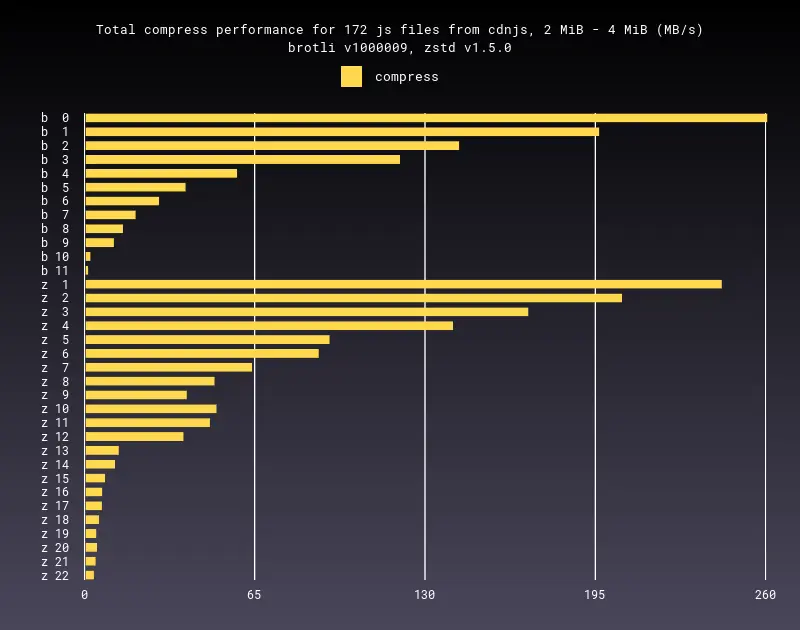 Total compress performance for 172 js files from cdnjs, 2 MiB - 4 MiB (MB/s)
brotli v1000009, zstd v1.5.0
compress
b  0
b  1
b  2
b  3
b  4
b  5
b  6
b  7
b  8
b  9
b 10
b 11
z  1
z  2
z  3
z  4
z  5
z  6
z  7
z  8
z  9
z 10
z 11
z 12
z 13
z 14
z 15
z 16
z 17
z 18
z 19
z 20
z 21
z 22
0 65 130 195 260